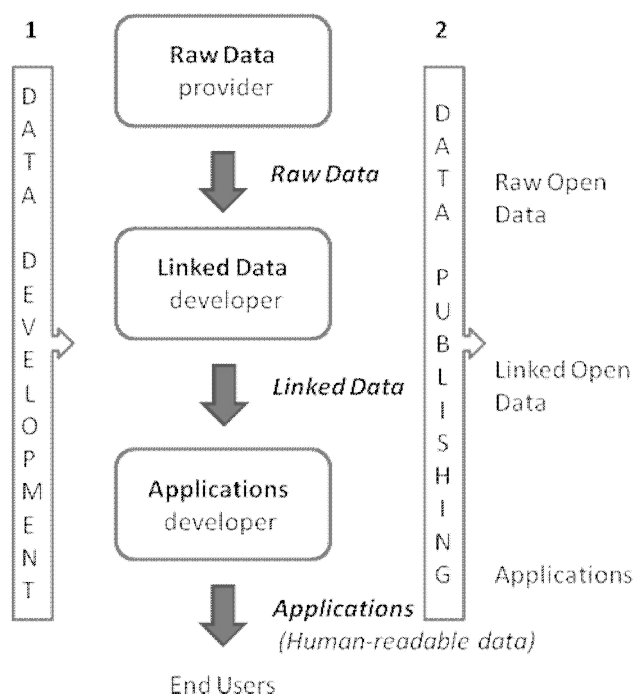 1
DATA DEVELOPMENT
Raw Data
provider
Raw Data
Linked Data
developer
Linked Data
Applications
developer
Applications
(Human-readable data)
End Users
2
DATA PUBLISHING
Raw Open
Data
Linked Open
Data
Applications